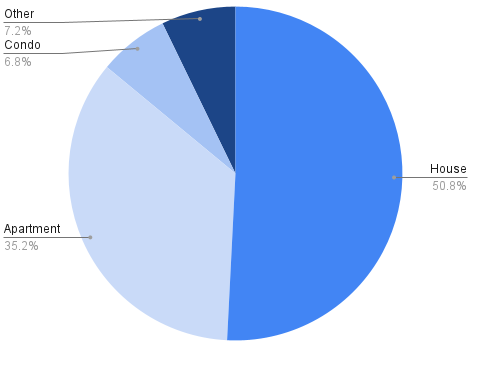 Other
7.2%
Condo
6.8%
House
50.8%
Apartment
35.2%